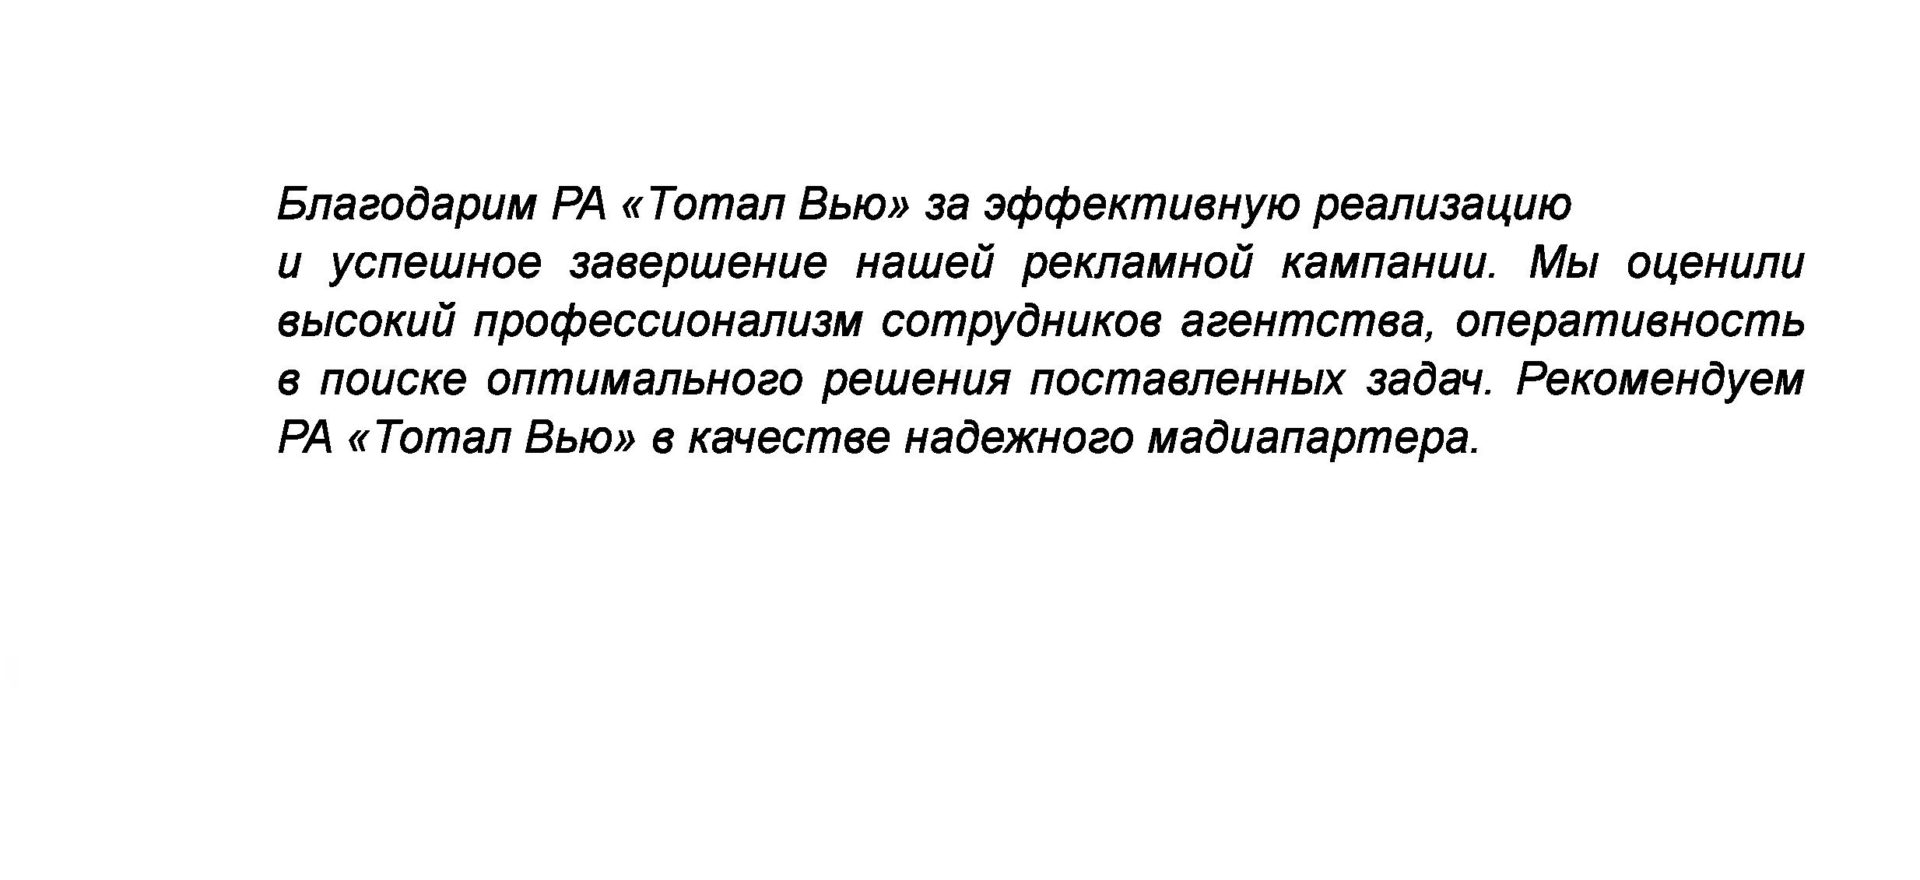 Благодарим РА «Тотал Вью» за эффективную реализацию
и успешное завершение нашей рекламной кампании. Мы оценили
высокий профессионализм сотрудников агентства, оперативность
в поиске оптимального решения поставленных задач. Рекомендуем
РА «Тотал Вью» в качестве надежного мадиапартера.